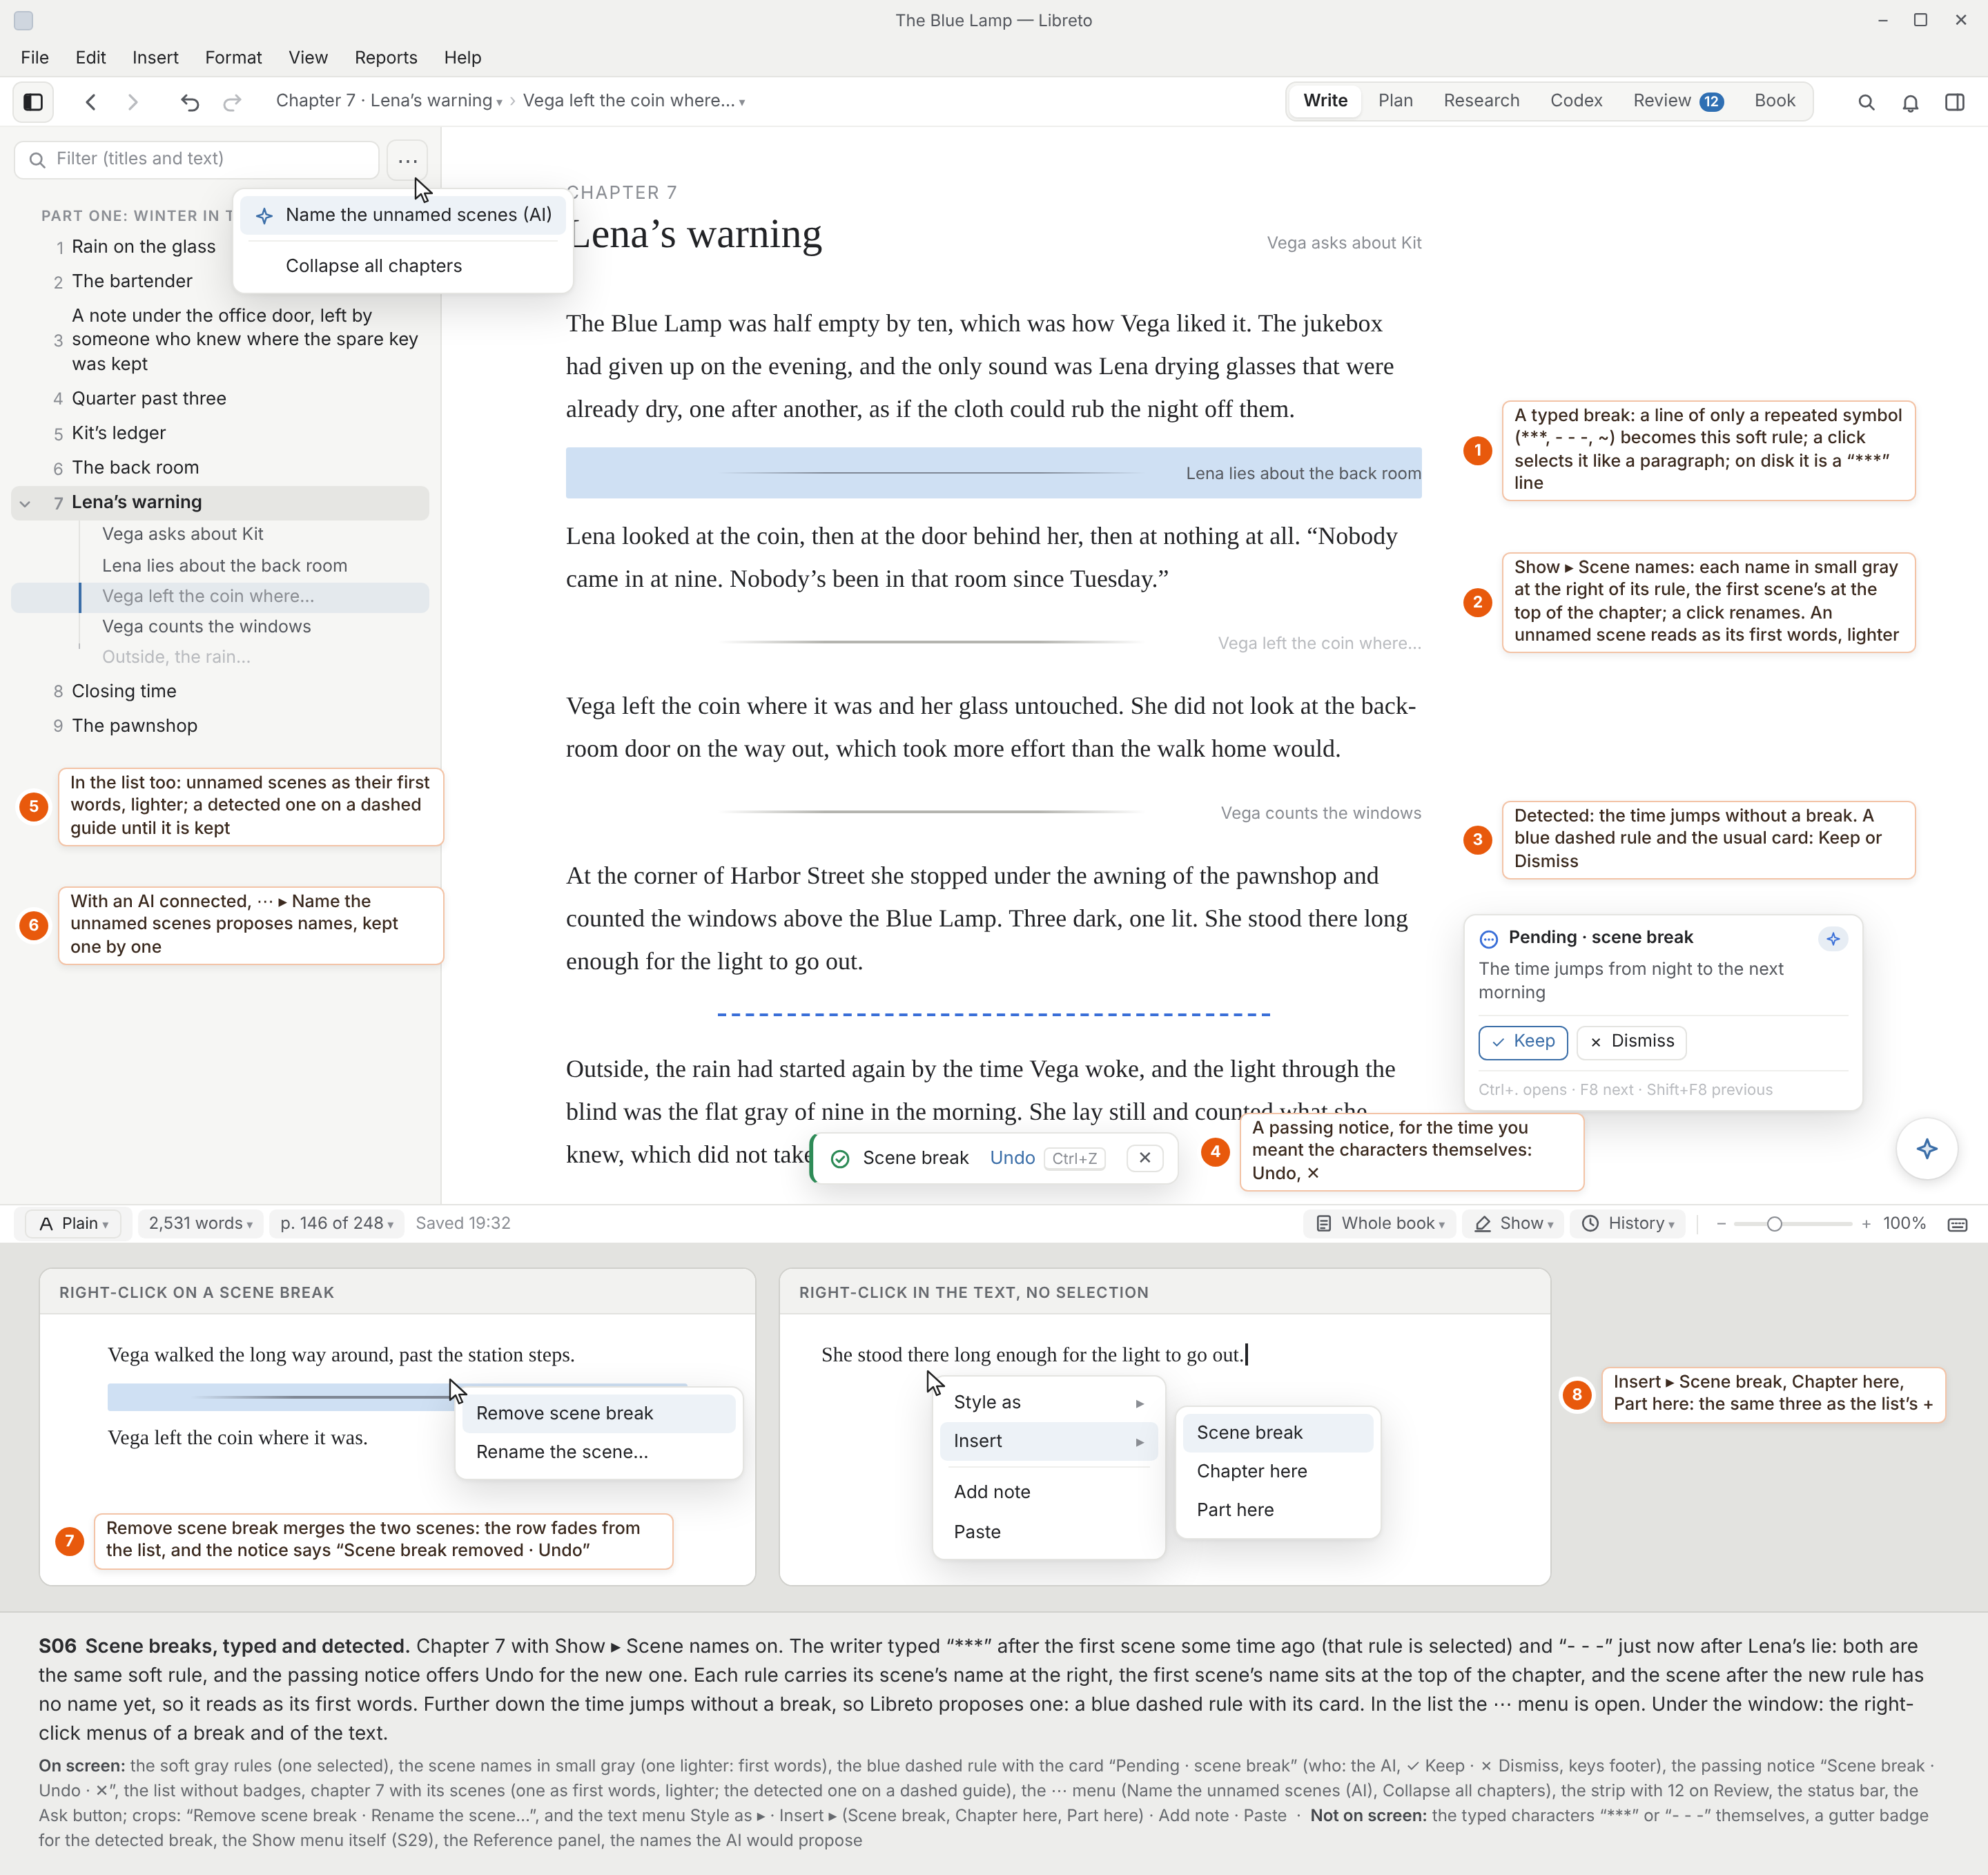 The Blue Lamp — Libreto
File Edit Insert Format View Reports Help
Chapter 7 · Lena’s warning ▾ › Vega left the coin where... ▾
Write Plan Research Codex Review 12 Book
Filter (titles and text)
···
Name the unnamed scenes (AI)
Collapse all chapters
PART ONE: WINTER IN T
1 Rain on the glass
2 The bartender
3 A note under the office door, left by
someone who knew where the spare key
was kept
4 Quarter past three
5 Kit’s ledger
6 The back room
7 Lena’s warning
Vega asks about Kit
Lena lies about the back room
Vega left the coin where...
Vega counts the windows
Outside, the rain...
8 Closing time
9 The pawnshop
5 In the list too: unnamed scenes as their first
words, lighter; a detected one on a dashed
guide until it is kept
6 With an AI connected, ··· ▸ Name the
unnamed scenes proposes names, kept
one by one
CHAPTER 7
Lena’s warning
Vega asks about Kit
The Blue Lamp was half empty by ten, which was how Vega liked it. The jukebox
had given up on the evening, and the only sound was Lena drying glasses that were
already dry, one after another, as if the cloth could rub the night off them.
Lena lies about the back room
Lena looked at the coin, then at the door behind her, then at nothing at all. “Nobody
came in at nine. Nobody’s been in that room since Tuesday.”
Vega left the coin where...
Vega left the coin where it was and her glass untouched. She did not look at the back-
room door on the way out, which took more effort than the walk home would.
Vega counts the windows
At the corner of Harbor Street she stopped under the awning of the pawnshop and
counted the windows above the Blue Lamp. Three dark, one lit. She stood there long
enough for the light to go out.
Outside, the rain had started again by the time Vega woke, and the light through the
blind was the flat gray of nine in the morning. She lay still and counted what she
knew, which did not take
Scene break Undo Ctrl+Z ✕
1 A typed break: a line of only a repeated symbol
(***, - - -, ~) becomes this soft rule; a click
selects it like a paragraph; on disk it is a “***”
line
2 Show ▸ Scene names: each name in small gray
at the right of its rule, the first scene’s at the
top of the chapter; a click renames. An
unnamed scene reads as its first words, lighter
3 Detected: the time jumps without a break. A
blue dashed rule and the usual card: Keep or
Dismiss
Pending · scene break
The time jumps from night to the next
morning
✓ Keep × Dismiss
Ctrl+. opens · F8 next · Shift+F8 previous
4 A passing notice, for the time you
meant the characters themselves:
Undo, ✕
A Plain ▾ 2,531 words ▾ p. 146 of 248 ▾ Saved 19:32
Whole book ▾ Show ▾ History ▾ − + 100%
RIGHT-CLICK ON A SCENE BREAK
Vega walked the long way around, past the station steps.
Vega left the coin where it was.
Remove scene break
Rename the scene...
7 Remove scene break merges the two scenes: the row fades from
the list, and the notice says “Scene break removed · Undo”
RIGHT-CLICK IN THE TEXT, NO SELECTION
She stood there long enough for the light to go out.
Style as ▸
Insert ▸
Add note
Paste
Scene break
Chapter here
Part here
8 Insert ▸ Scene break, Chapter here,
Part here: the same three as the list’s +
S06 Scene breaks, typed and detected. Chapter 7 with Show ▸ Scene names on. The writer typed “***” after the first scene some time ago (that rule is selected) and “- - -” just now after Lena’s lie: both are
the same soft rule, and the passing notice offers Undo for the new one. Each rule carries its scene’s name at the right, the first scene’s name sits at the top of the chapter, and the scene after the new rule has
no name yet, so it reads as its first words. Further down the time jumps without a break, so Libreto proposes one: a blue dashed rule with its card. In the list the ··· menu is open. Under the window: the right-
click menus of a break and of the text.
On screen: the soft gray rules (one selected), the scene names in small gray (one lighter: first words), the blue dashed rule with the card “Pending · scene break” (who: the AI, ✓ Keep · × Dismiss, keys footer), the passing notice “Scene break ·
Undo · ✕”, the list without badges, chapter 7 with its scenes (one as first words, lighter; the detected one on a dashed guide), the ··· menu (Name the unnamed scenes (AI), Collapse all chapters), the strip with 12 on Review, the status bar, the
Ask button; crops: “Remove scene break · Rename the scene...”, and the text menu Style as ▸ · Insert ▸ (Scene break, Chapter here, Part here) · Add note · Paste · Not on screen: the typed characters “***” or “- - -” themselves, a gutter badge
for the detected break, the Show menu itself (S29), the Reference panel, the names the AI would propose